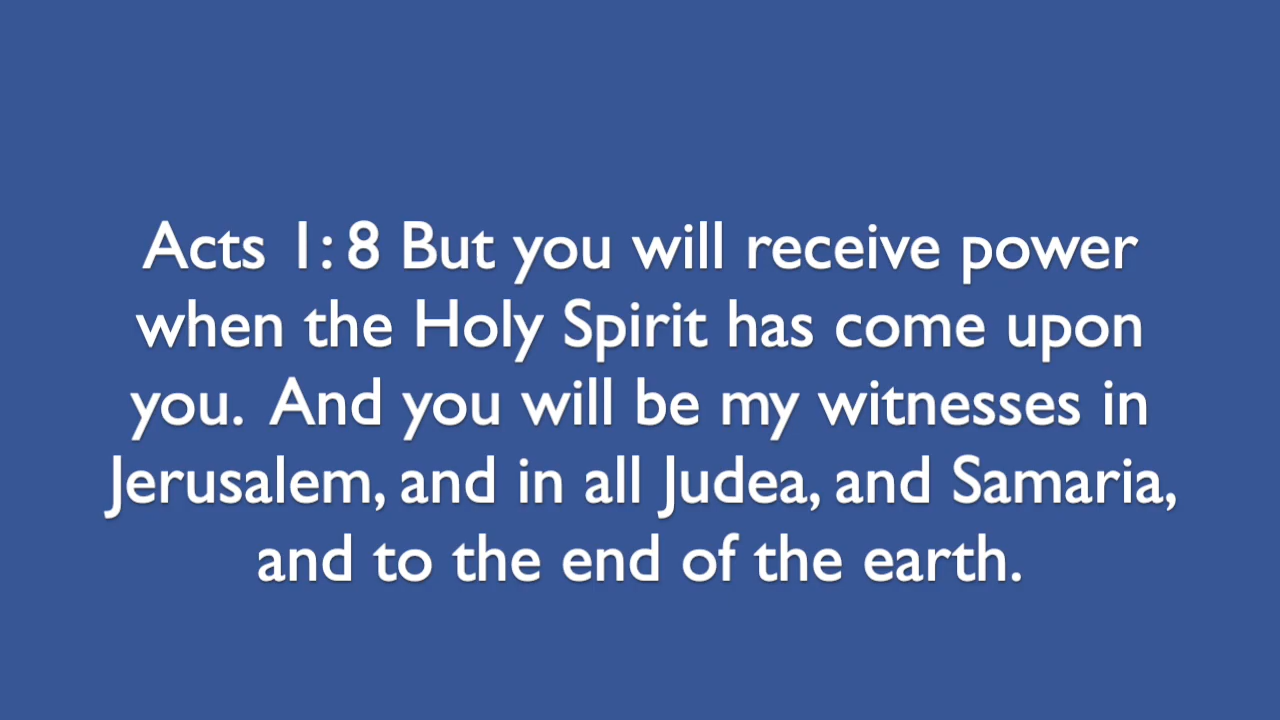 Acts 1: 8 But you will receive power
when the Holy Spirit has come upon
you.  And you will be my witnesses in
Jerusalem, and in all Judea, and Samaria,
and to the end of the earth.